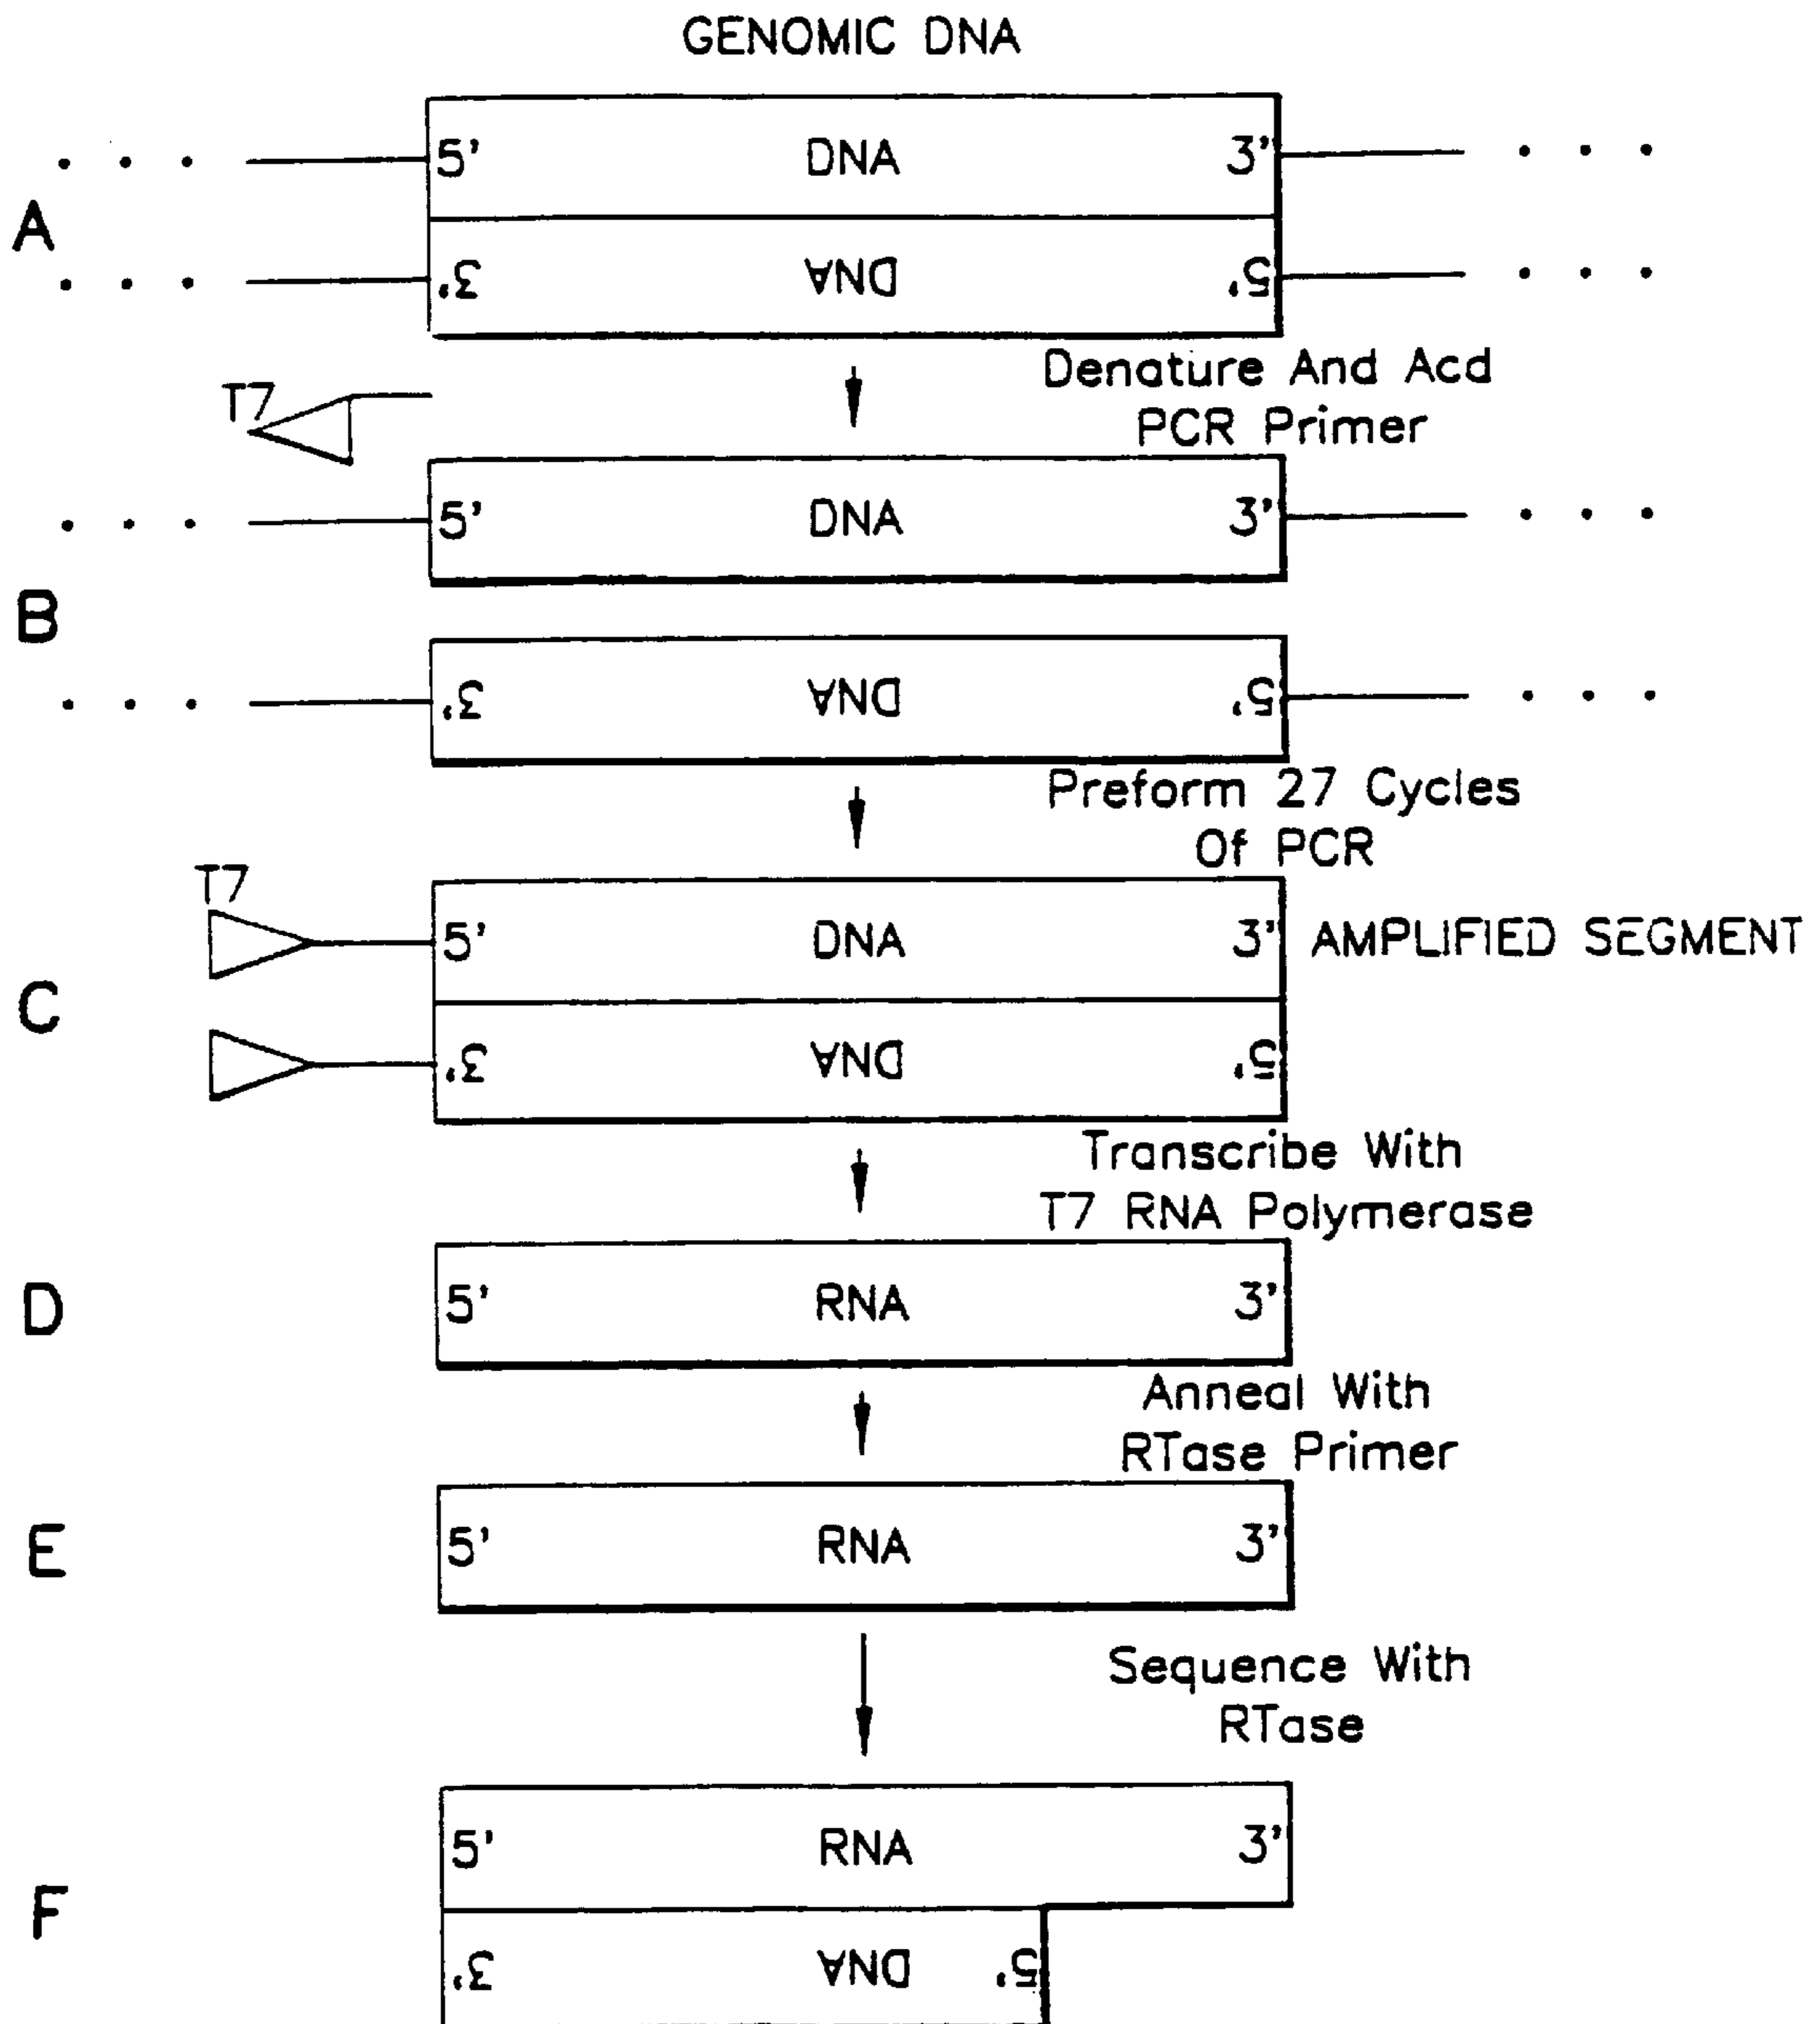 GENOMIC DNA
5' DNA 3'
A
3' DNA 5'
Denature And Acd
T7
PCR Primer
5' DNA 3'
B
3' DNA 5'
Preform 27 Cycles
Of PCR
T7
5' DNA 3' AMPLIFIED SEGMENT
C
3' DNA 5'
Transcribe With
T7 RNA Polymerase
D 5' RNA 3'
Anneal With
RTase Primer
E 5' RNA 3'
Sequence With
RTase
5' RNA 3'
F
3' DNA 5'